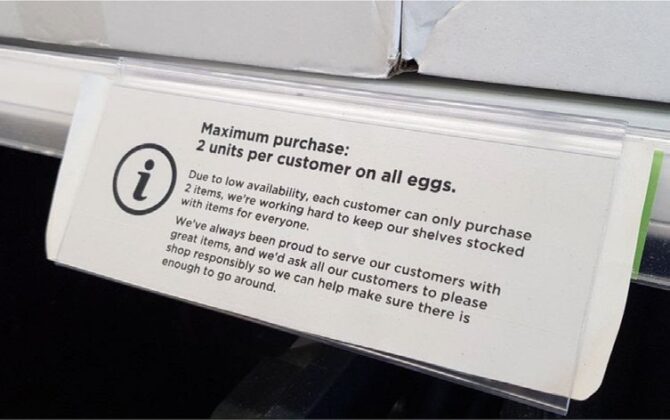 Maximum purchase:
2 units per customer on all eggs.
i
Due to low availability, each customer can only purchase
2 items, we're working hard to keep our shelves stocked
with items for everyone.
We've always been proud to serve our customers with
great items, and we'd ask all our customers to please
shop responsibly so we can help make sure there is
enough to go around.